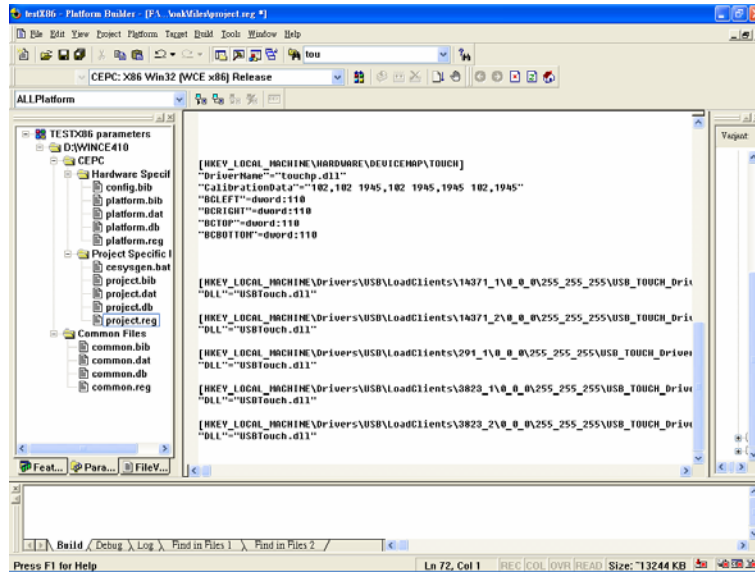 testX86 - Platform Builder - [F:\...\onk\files\project.reg *]
File Edit View Project Platform Target Build Tools Window Help
tou
CEPC: X86 Win32 (WCE x86) Release
ALLPlatform
TESTX86 parameters
D:\WINCE410
CEPC
Hardware Specif
config.bib
platform.bib
platform.dat
platform.db
platform.reg
Project Specific I
cesysgen.bat
project.bib
project.dat
project.db
project.reg
Common Files
common.bib
common.dat
common.db
common.reg
Feat... Para... FileV...
[HKEY_LOCAL_MACHINE\HARDWARE\DEVICEMAP\TOUCH]
"DriverName"="touchp.dll"
"CalibrationData"="102,102 1945,102 1945,1945 102,1945"
"BCLEFT"=dword:110
"BCRIGHT"=dword:110
"BCTOP"=dword:110
"BCBOTTOM"=dword:110
[HKEY_LOCAL_MACHINE\Drivers\USB\LoadClients\14371_1\0_0_0\255_255_255\USB_TOUCH_Driv
"DLL"="USBTouch.dll"
[HKEY_LOCAL_MACHINE\Drivers\USB\LoadClients\14371_2\0_0_0\255_255_255\USB_TOUCH_Driv
"DLL"="USBTouch.dll"
[HKEY_LOCAL_MACHINE\Drivers\USB\LoadClients\291_1\0_0_0\255_255_255\USB_TOUCH_Driver
"DLL"="USBTouch.dll"
[HKEY_LOCAL_MACHINE\Drivers\USB\LoadClients\3823_1\0_0_0\255_255_255\USB_TOUCH_Drive
"DLL"="USBTouch.dll"
[HKEY_LOCAL_MACHINE\Drivers\USB\LoadClients\3823_2\0_0_0\255_255_255\USB_TOUCH_Drive
"DLL"="USBTouch.dll"
Variant:
Build Debug Log Find in Files 1 Find in Files 2
Press F1 for Help
Ln 72, Col 1 REC COL OVR READ Size: ~13244 KB